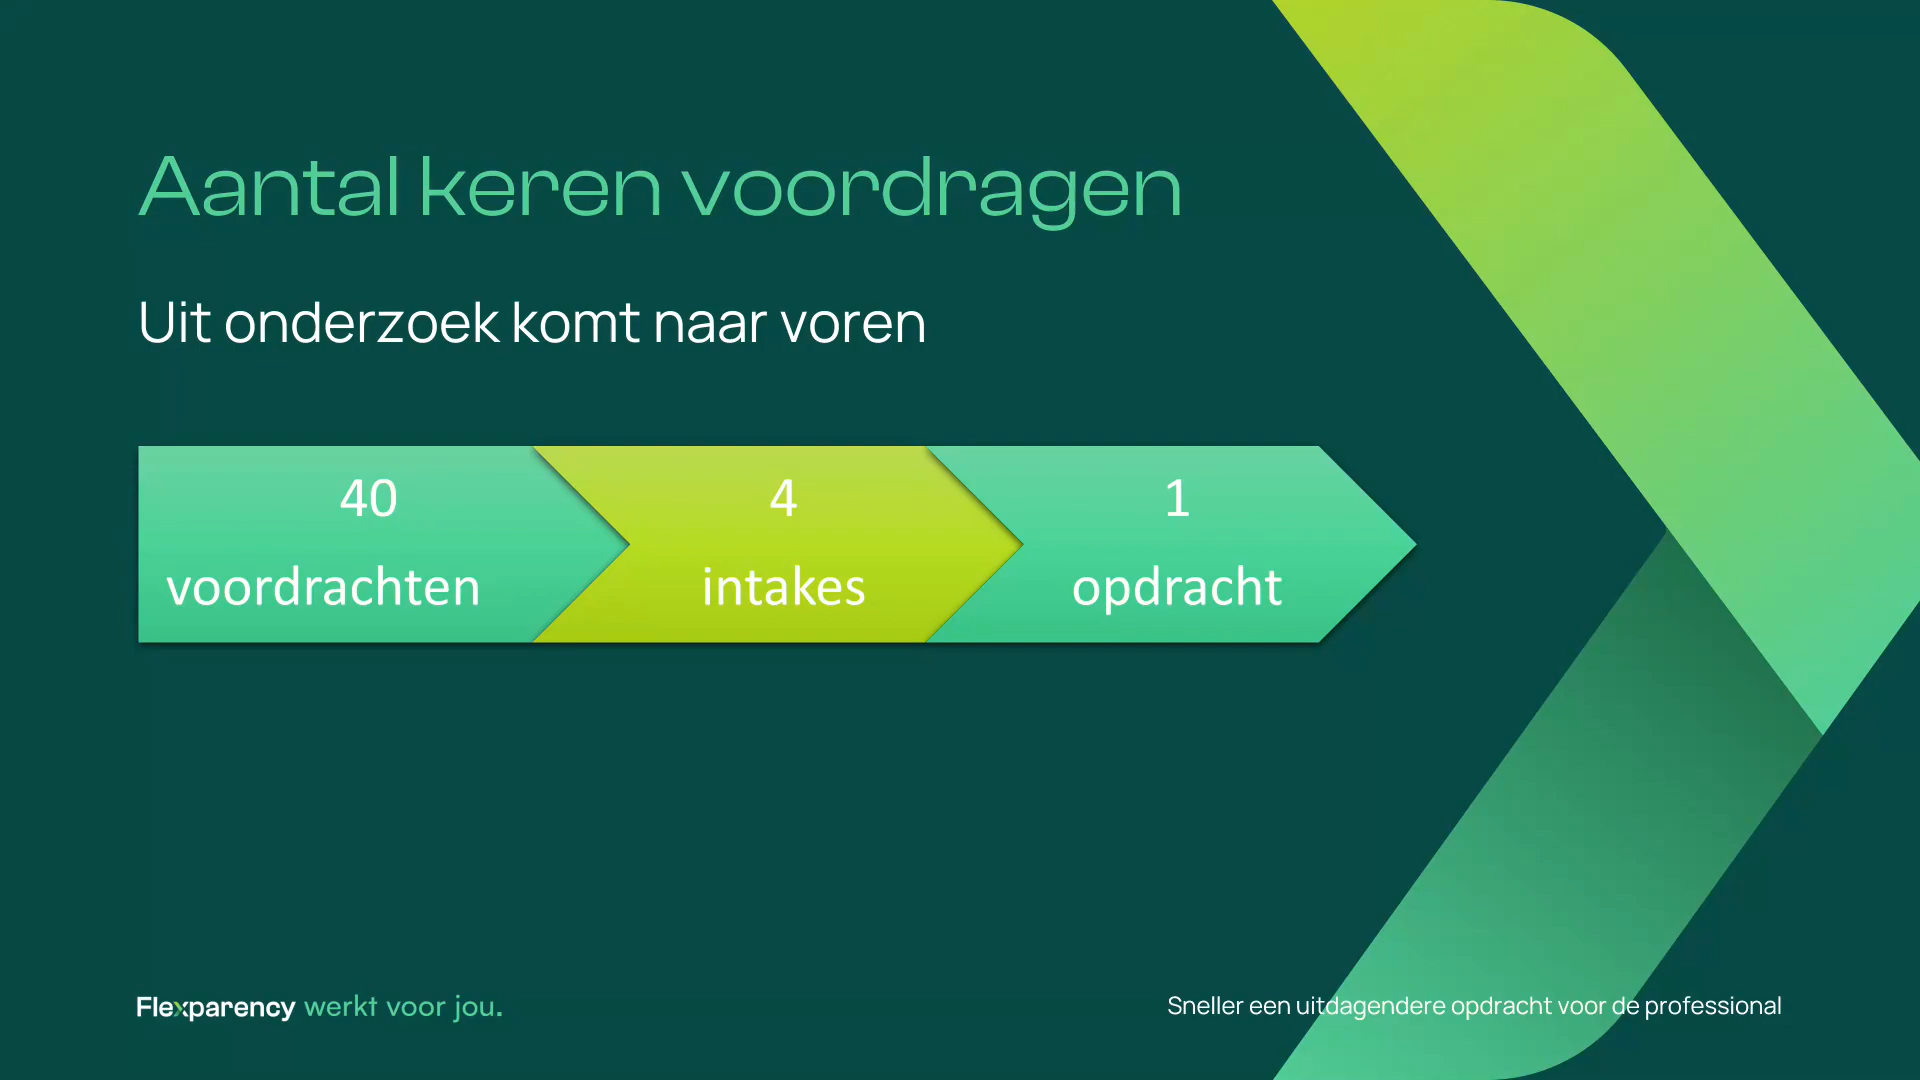 Aantal keren voordragen
Uit onderzoek komt naar voren
40
voordrachten
4
intakes
1
opdracht
Flexparency werkt voor jou.
Sneller een uitdagendere opdracht voor de professional